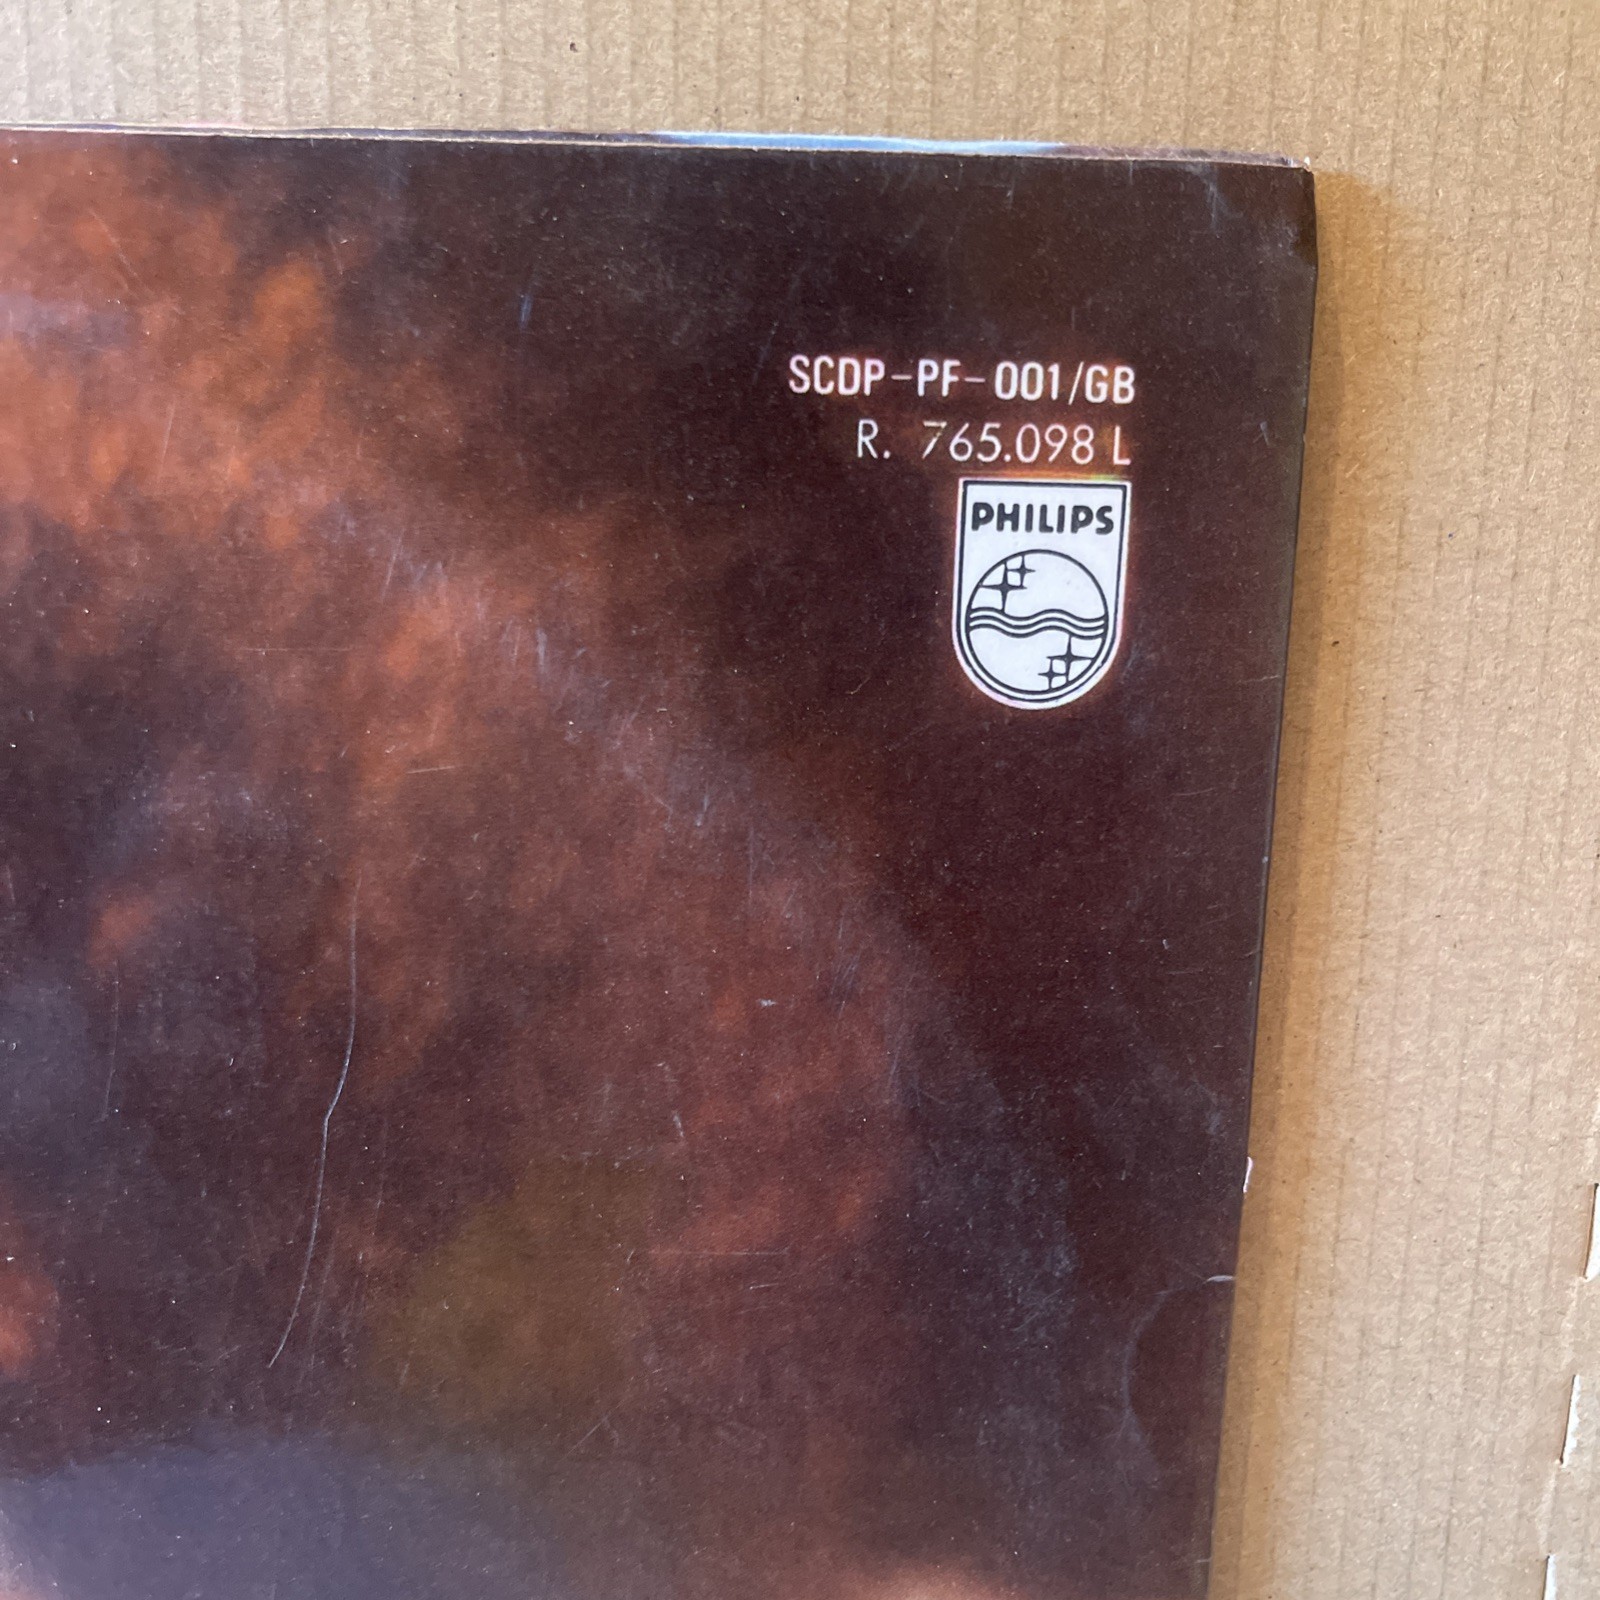 SCDP-PF-001/GB
R. 765.098 L
PHILIPS